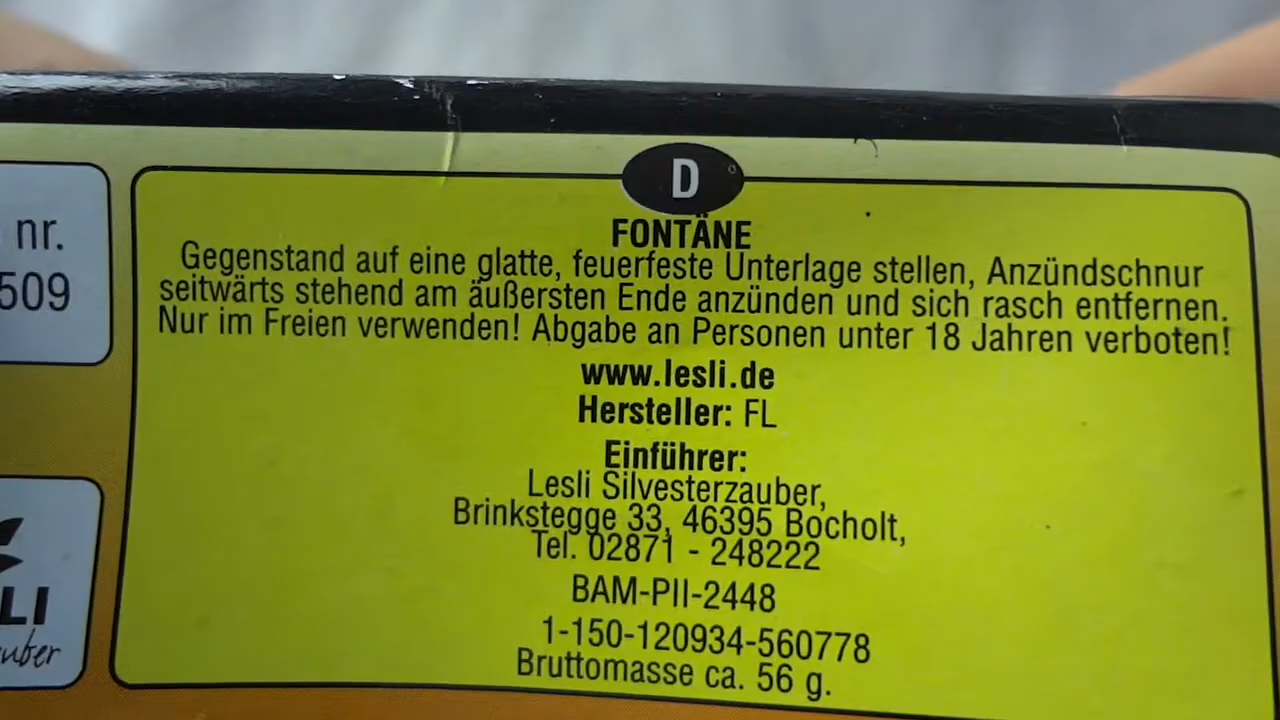 nr.
509
D
FONTÄNE
Gegenstand auf eine glatte, feuerfeste Unterlage stellen, Anzündschnur
seitwärts stehend am äußersten Ende anzünden und sich rasch entfernen.
Nur im Freien verwenden! Abgabe an Personen unter 18 Jahren verboten!
www.lesli.de
Hersteller: FL
Einführer:
Lesli Silvesterzauber,
Brinkstegge 33, 46395 Bocholt,
Tel. 02871 - 248222
BAM-PII-2448
1-150-120934-560778
Bruttomasse ca. 56 g.
LI
uber